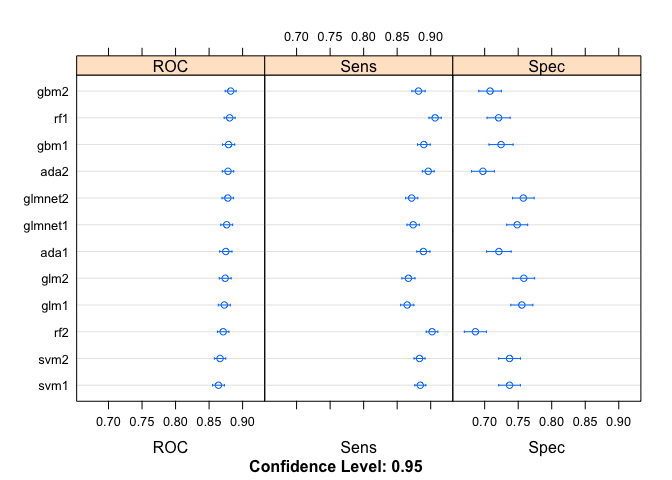 0.70 0.75 0.80 0.85 0.90
ROC Sens Spec
gbm2
rf1
gbm1
ada2
glmnet2
glmnet1
ada1
glm2
glm1
rf2
svm2
svm1
0.70 0.75 0.80 0.85 0.90 0.70 0.75 0.80 0.85 0.90
ROC Sens Spec
Confidence Level: 0.95